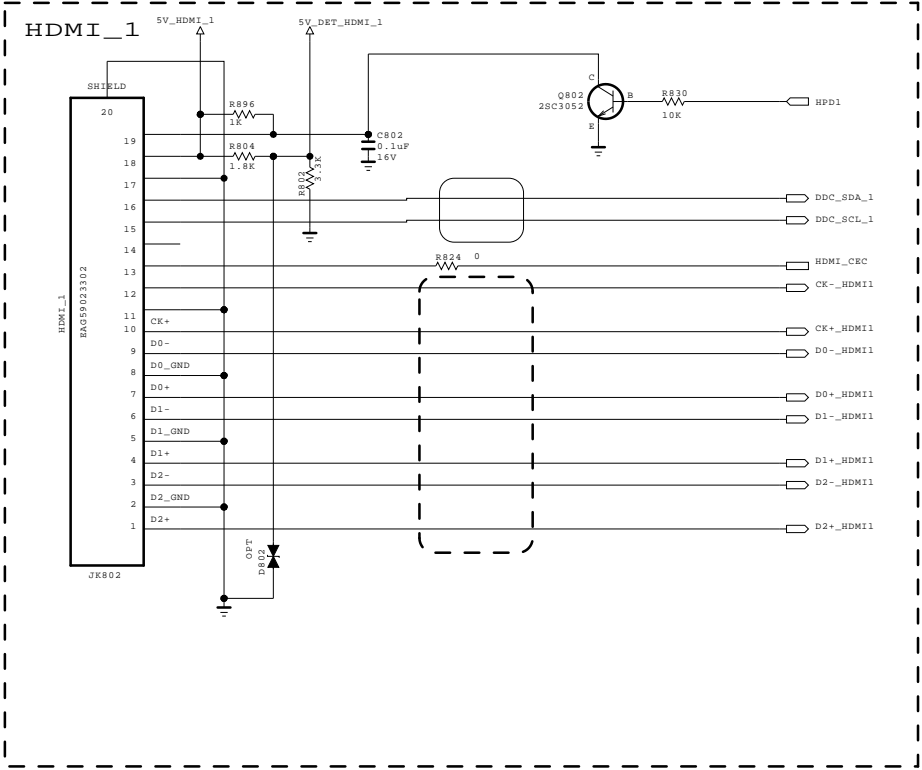 HDMI_1
5V_HDMI_1
5V_DET_HDMI_1
SHIELD
20
C
Q802
2SC3052
B
E
R830
10K
HPD1
R896
1K
19
C802
0.1uF
16V
R804
1.8K
18
R802
3.3K
17
16
DDC_SDA_1
15
DDC_SCL_1
14
R824
0
13
HDMI_CEC
12
CK-_HDMI1
11
HDMI_1
EAG59023302
CK+
10
CK+_HDMI1
D0-
9
D0-_HDMI1
D0_GND
8
D0+
7
D0+_HDMI1
D1-
6
D1-_HDMI1
D1_GND
5
D1+
4
D1+_HDMI1
D2-
3
D2-_HDMI1
D2_GND
2
D2+
1
D2+_HDMI1
OPT
D802
JK802